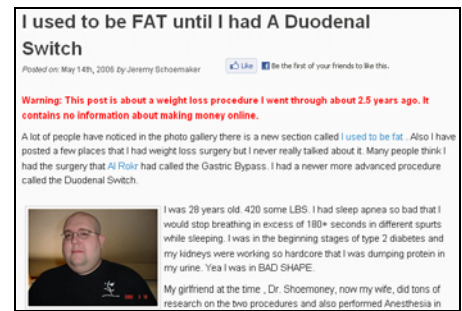 I used to be FAT until I had A Duodenal
Switch
Posted on: May 14th, 2006 by Jeremy Schoemaker
Like
Be the first of your friends to like this.
Warning: This post is about a weight loss procedure I went through about 2.5 years ago. It
contains no information about making money online.
A lot of people have noticed in the photo gallery there is a new section called I used to be fat . Also I have
posted a few places that I had weight loss surgery but I never really talked about it. Many people think I
had the surgery that Al Rokr had called the Gastric Bypass. I had a newer more advanced procedure
called the Duodenal Switch.
I was 28 years old. 420 some LBS. I had sleep apnea so bad that I
would stop breathing in excess of 180+ seconds in different spurts
while sleeping. I was in the beginning stages of type 2 diabetes and
my kidneys were working so hardcore that I was dumping protein in
my urine. Yea I was in BAD SHAPE.
My girlfriend at the time , Dr. Shoemoney, now my wife, did tons of
research on the two procedures and also performed Anesthesia in